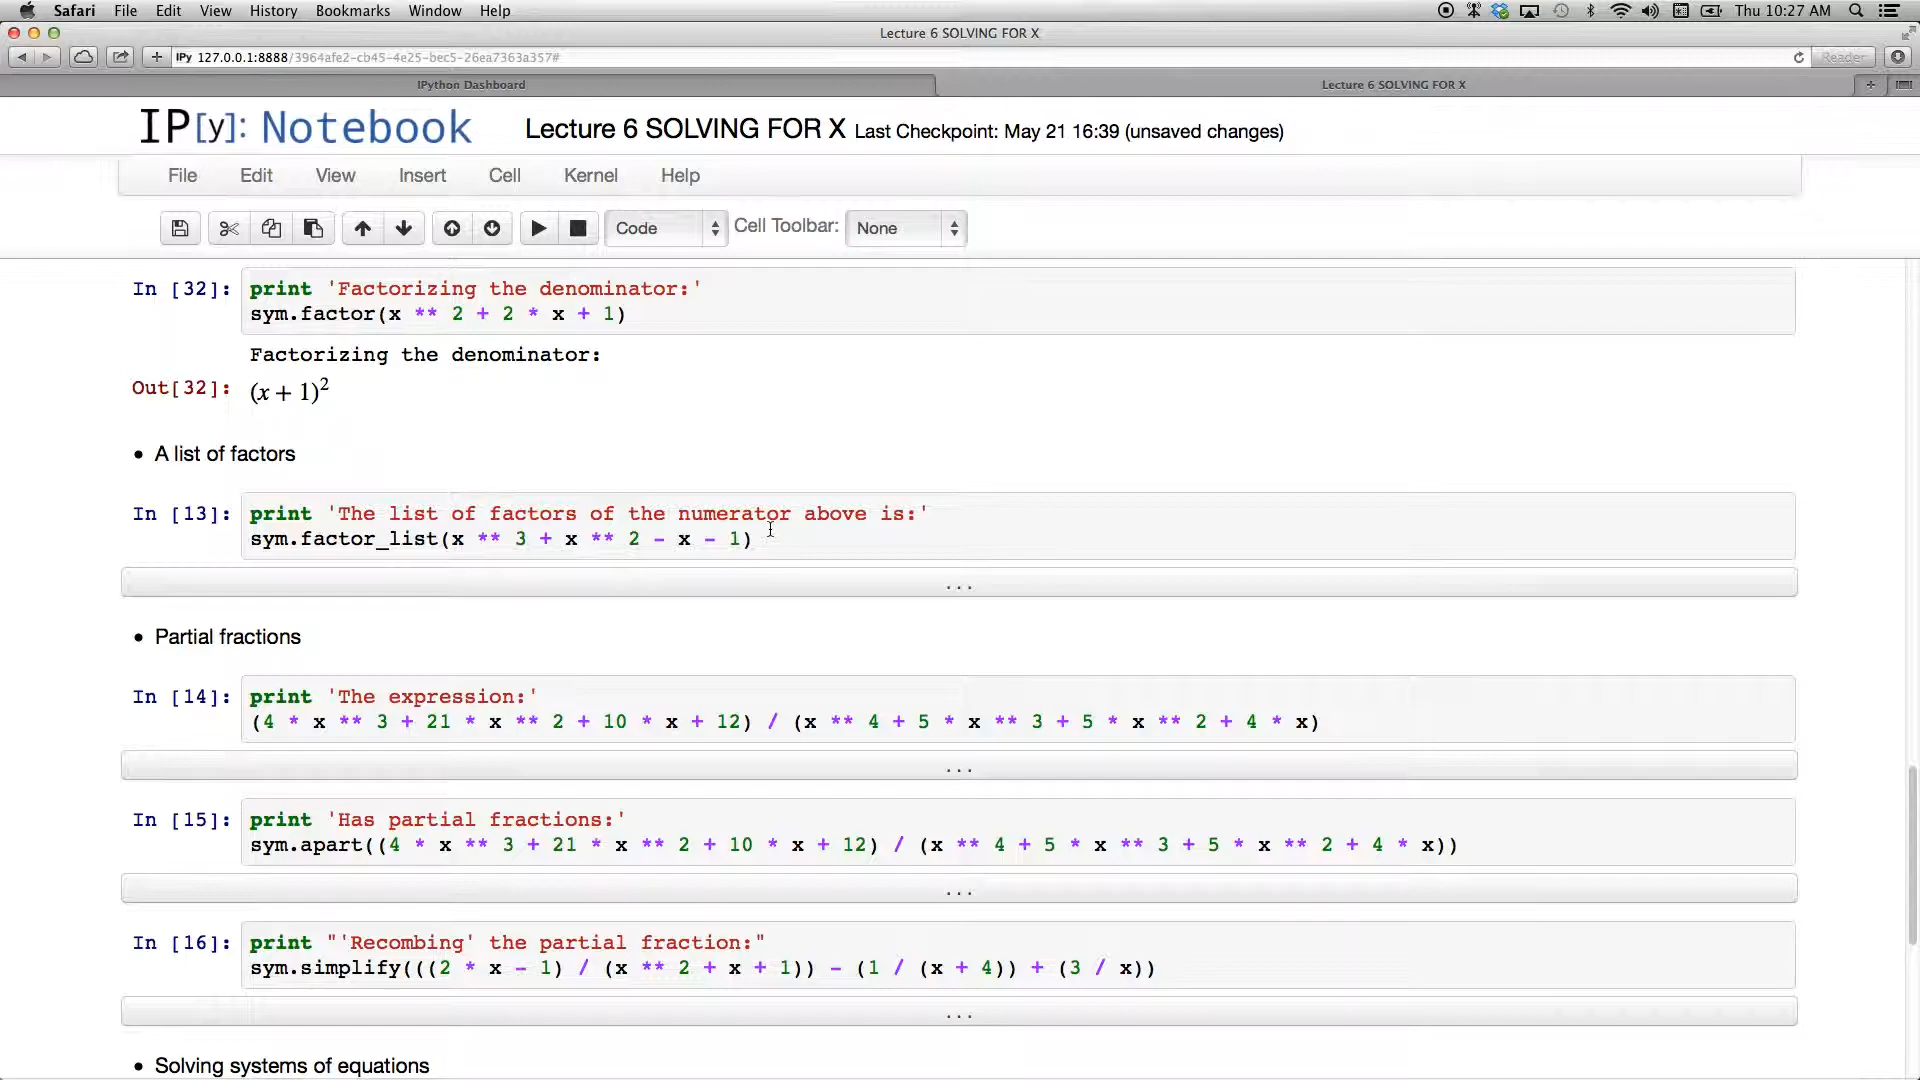 Safari File Edit View History Bookmarks Window Help Thu 10:27 AM
Lecture 6 SOLVING FOR X
IPy 127.0.0.1:8888/3964afe2-cb45-4e25-bec5-26ea7363a357# Reader
IPython Dashboard Lecture 6 SOLVING FOR X
IP[y]: Notebook Lecture 6 SOLVING FOR X Last Checkpoint: May 21 16:39 (unsaved changes)
File Edit View Insert Cell Kernel Help
Code Cell Toolbar: None
In [32]: print 'Factorizing the denominator:'
sym.factor(x ** 2 + 2 * x + 1)
Factorizing the denominator:
Out[32]: (x + 1)²
• A list of factors
In [13]: print 'The list of factors of the numerator above is:'
sym.factor_list(x ** 3 + x ** 2 - x - 1)
...
• Partial fractions
In [14]: print 'The expression:'
(4 * x ** 3 + 21 * x ** 2 + 10 * x + 12) / (x ** 4 + 5 * x ** 3 + 5 * x ** 2 + 4 * x)
...
In [15]: print 'Has partial fractions:'
sym.apart((4 * x ** 3 + 21 * x ** 2 + 10 * x + 12) / (x ** 4 + 5 * x ** 3 + 5 * x ** 2 + 4 * x))
...
In [16]: print "'Recombing' the partial fraction:"
sym.simplify(((2 * x - 1) / (x ** 2 + x + 1)) - (1 / (x + 4)) + (3 / x))
...
• Solving systems of equations